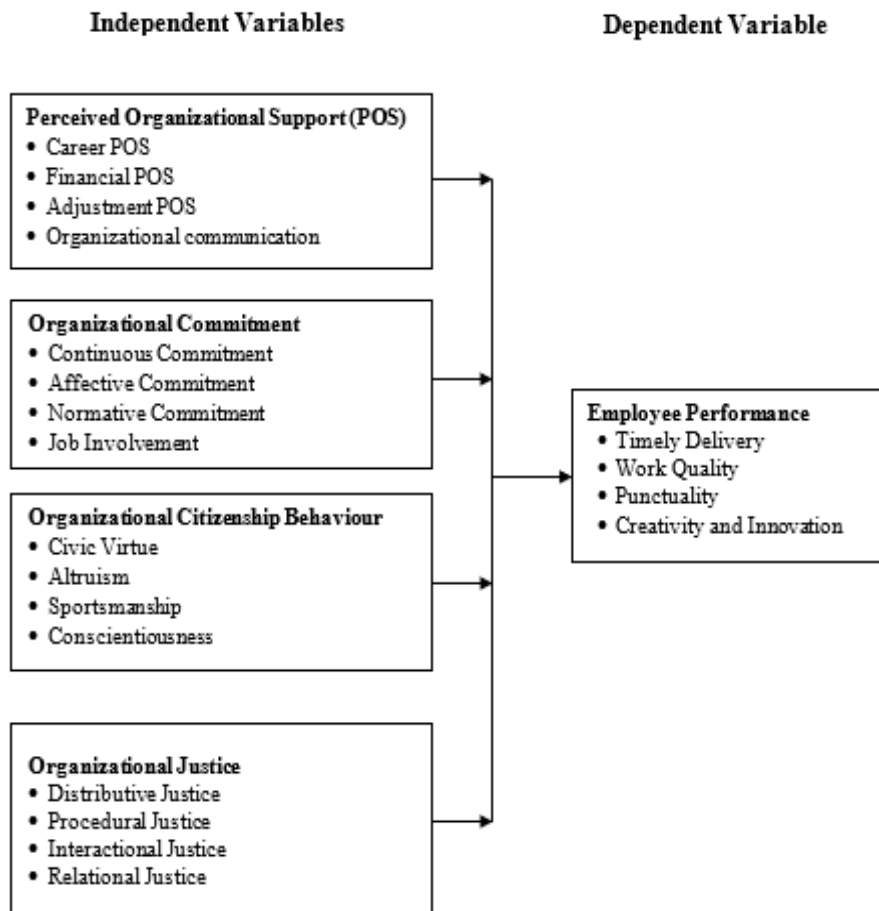 Independent Variables
Dependent Variable
Perceived Organizational Support (POS)
• Career POS
• Financial POS
• Adjustment POS
• Organizational communication
Organizational Commitment
• Continuous Commitment
• Affective Commitment
• Normative Commitment
• Job Involvement
Organizational Citizenship Behaviour
• Civic Virtue
• Altruism
• Sportsmanship
• Conscientiousness
Organizational Justice
• Distributive Justice
• Procedural Justice
• Interactional Justice
• Relational Justice
Employee Performance
• Timely Delivery
• Work Quality
• Punctuality
• Creativity and Innovation